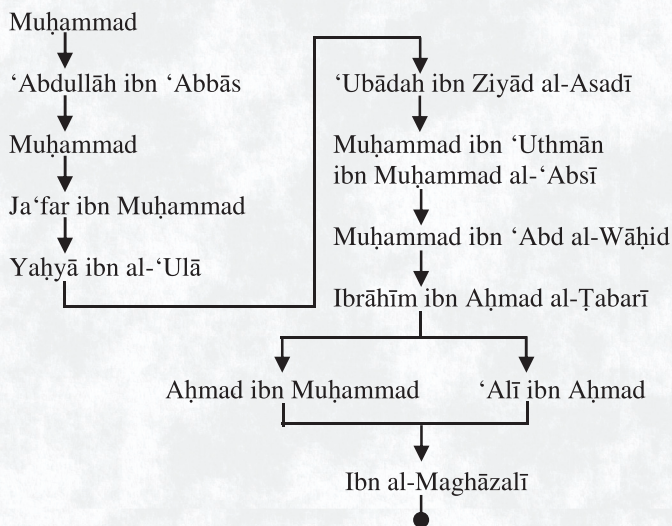 Muḥammad
‘Abdullāh ibn ‘Abbās
Muḥammad
Ja‘far ibn Muḥammad
Yaḥyā ibn al-‘Ulā
‘Ubādah ibn Ziyād al-Asadī
Muḥammad ibn ‘Uthmān
ibn Muḥammad al-‘Absī
Muḥammad ibn ‘Abd al-Wāḥid
Ibrāhīm ibn Aḥmad al-Ṭabarī
Aḥmad ibn Muḥammad
‘Alī ibn Aḥmad
Ibn al-Maghāzalī